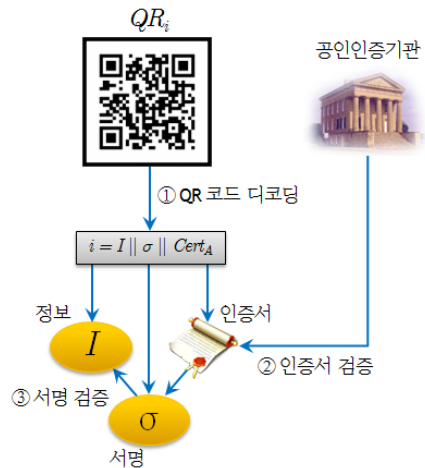 QRᵢ
공인인증기관
① QR 코드 디코딩
i = I || σ || Cert_A
정보
인증서
I
② 인증서 검증
③ 서명 검증
σ
서명